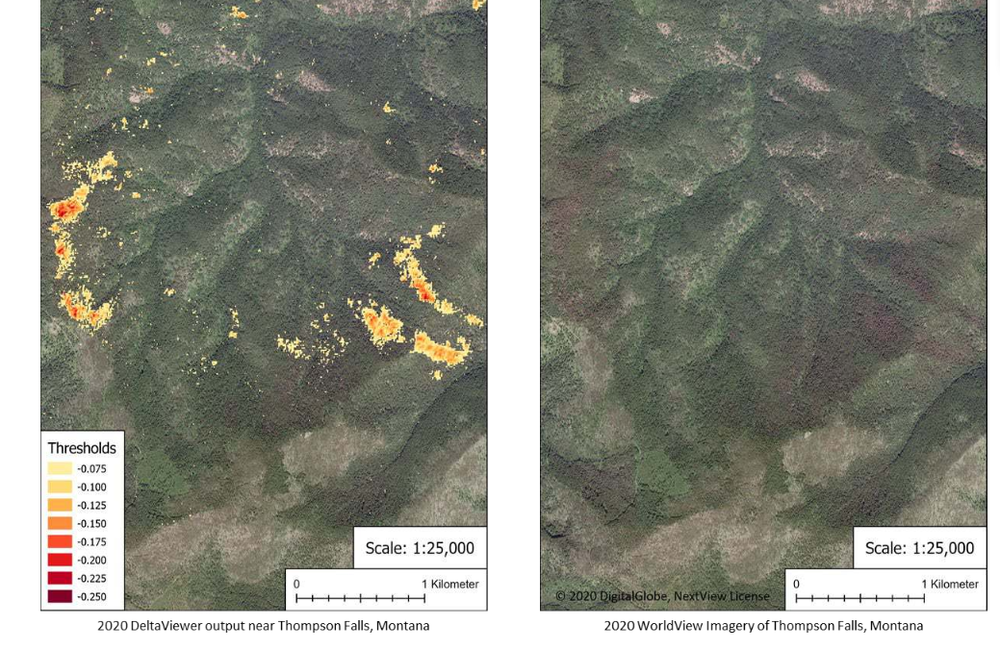 Thresholds
-0.075
-0.100
-0.125
-0.150
-0.175
-0.200
-0.225
-0.250
Scale: 1:25,000
0 1 Kilometer
2020 DeltaViewer output near Thompson Falls, Montana
Scale: 1:25,000
0 1 Kilometer
© 2020 DigitalGlobe, NextView License
2020 WorldView Imagery of Thompson Falls, Montana